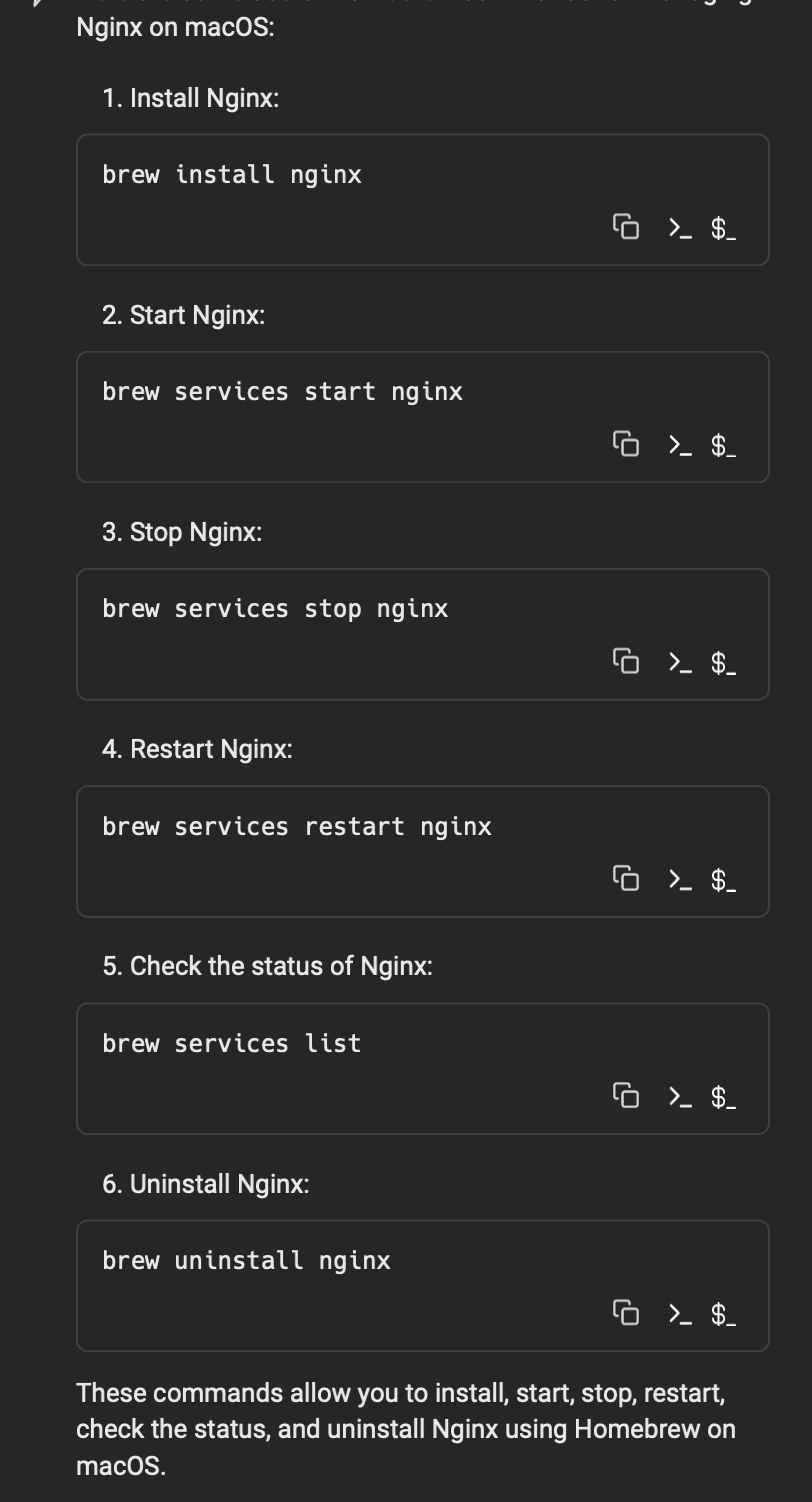 Nginx on macOS:
1. Install Nginx:
brew install nginx
>_ $_
2. Start Nginx:
brew services start nginx
>_ $_
3. Stop Nginx:
brew services stop nginx
>_ $_
4. Restart Nginx:
brew services restart nginx
>_ $_
5. Check the status of Nginx:
brew services list
>_ $_
6. Uninstall Nginx:
brew uninstall nginx
>_ $_
These commands allow you to install, start, stop, restart,
check the status, and uninstall Nginx using Homebrew on
macOS.